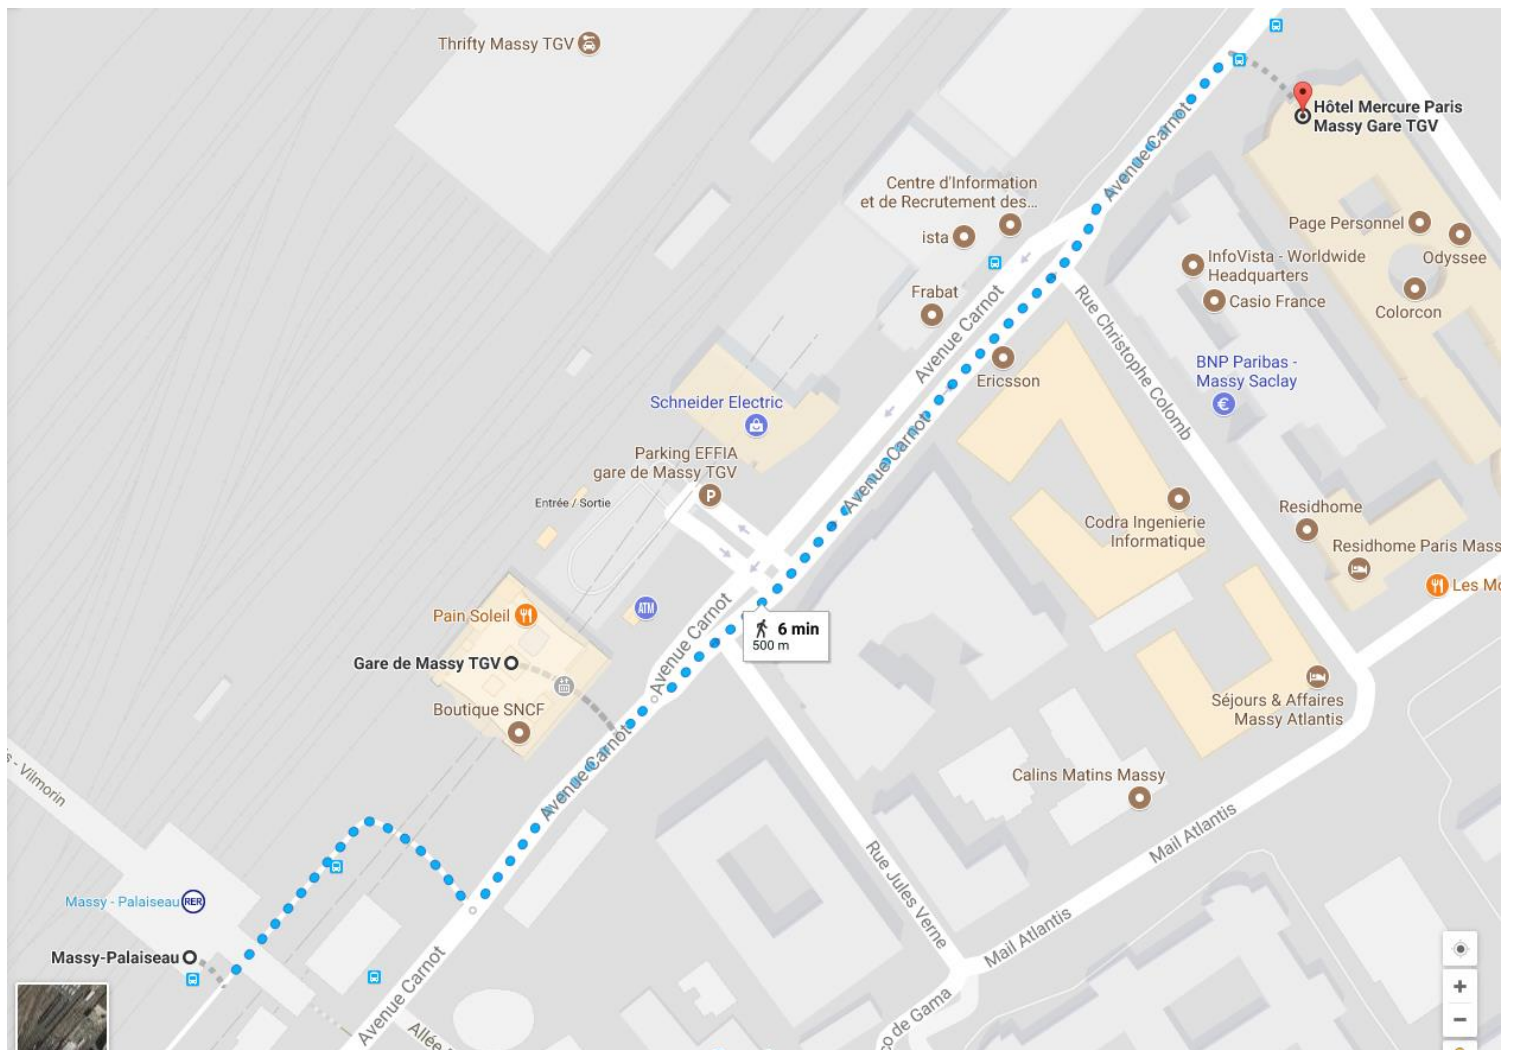 Thrifty Massy TGV
Hôtel Mercure Paris
Massy Gare TGV
Avenue Carnot
Centre d'Information
et de Recrutement des...
ista
Page Personnel
Odyssee
InfoVista - Worldwide
Headquarters
Casio France
Colorcon
Frabat
Avenue Carnot
Rue Christophe Colomb
Ericsson
BNP Paribas -
Massy Saclay
€
Schneider Electric
Avenue Carnot
Parking EFFIA
gare de Massy TGV
P
Entrée / Sortie
Codra Ingenierie
Informatique
Residhome
Residhome Paris Mass
Les Mo
Pain Soleil
ATM
Avenue Carnot
6 min
500 m
Gare de Massy TGV
Boutique SNCF
Séjours & Affaires
Massy Atlantis
Avenue Carnot
s - Vilmorin
Calins Matins Massy
Mail Atlantis
Rue Jules Verne
Massy - Palaiseau
RER
Mail Atlantis
Massy-Palaiseau
Avenue Carnot
Allée
co de Gama
+
−